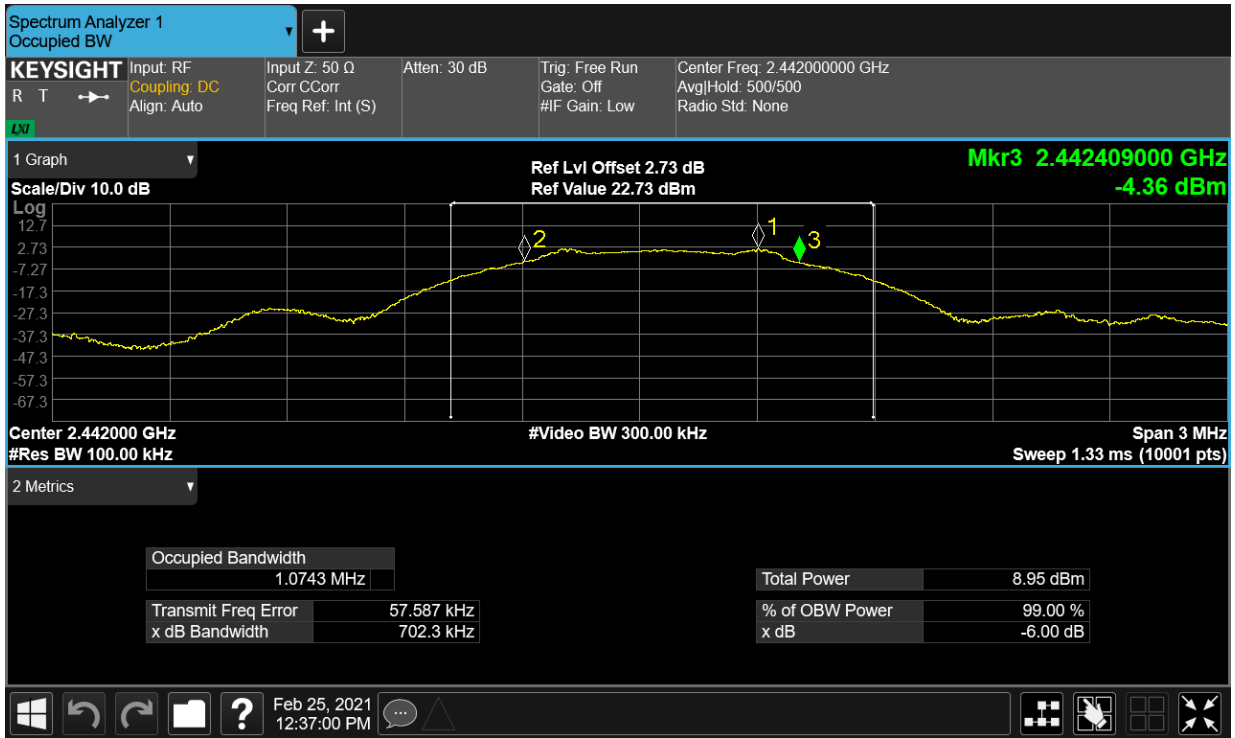 Spectrum Analyzer 1
Occupied BW
KEYSIGHT
R T
LXI
Input: RF
Coupling: DC
Align: Auto
Input Z: 50 Ω
Corr CCorr
Freq Ref: Int (S)
Atten: 30 dB
Trig: Free Run
Gate: Off
#IF Gain: Low
Center Freq: 2.442000000 GHz
Avg|Hold: 500/500
Radio Std: None
1 Graph
Scale/Div 10.0 dB
Ref Lvl Offset 2.73 dB
Ref Value 22.73 dBm
Mkr3 2.442409000 GHz
-4.36 dBm
Log
12.7
2.73
-7.27
-17.3
-27.3
-37.3
-47.3
-57.3
-67.3
2
1
3
Center 2.442000 GHz
#Res BW 100.00 kHz
#Video BW 300.00 kHz
Span 3 MHz
Sweep 1.33 ms (10001 pts)
2 Metrics
Occupied Bandwidth
1.0743 MHz
Transmit Freq Error 57.587 kHz
x dB Bandwidth 702.3 kHz
Total Power 8.95 dBm
% of OBW Power 99.00 %
x dB -6.00 dB
?
Feb 25, 2021
12:37:00 PM